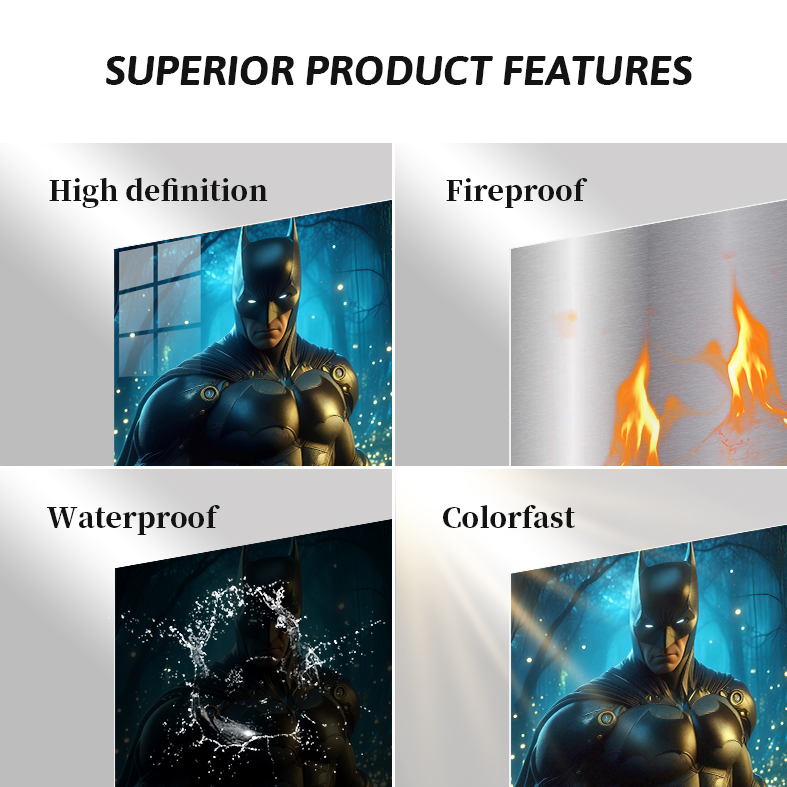 SUPERIOR PRODUCT FEATURES
High definition
Fireproof
Waterproof
Colorfast